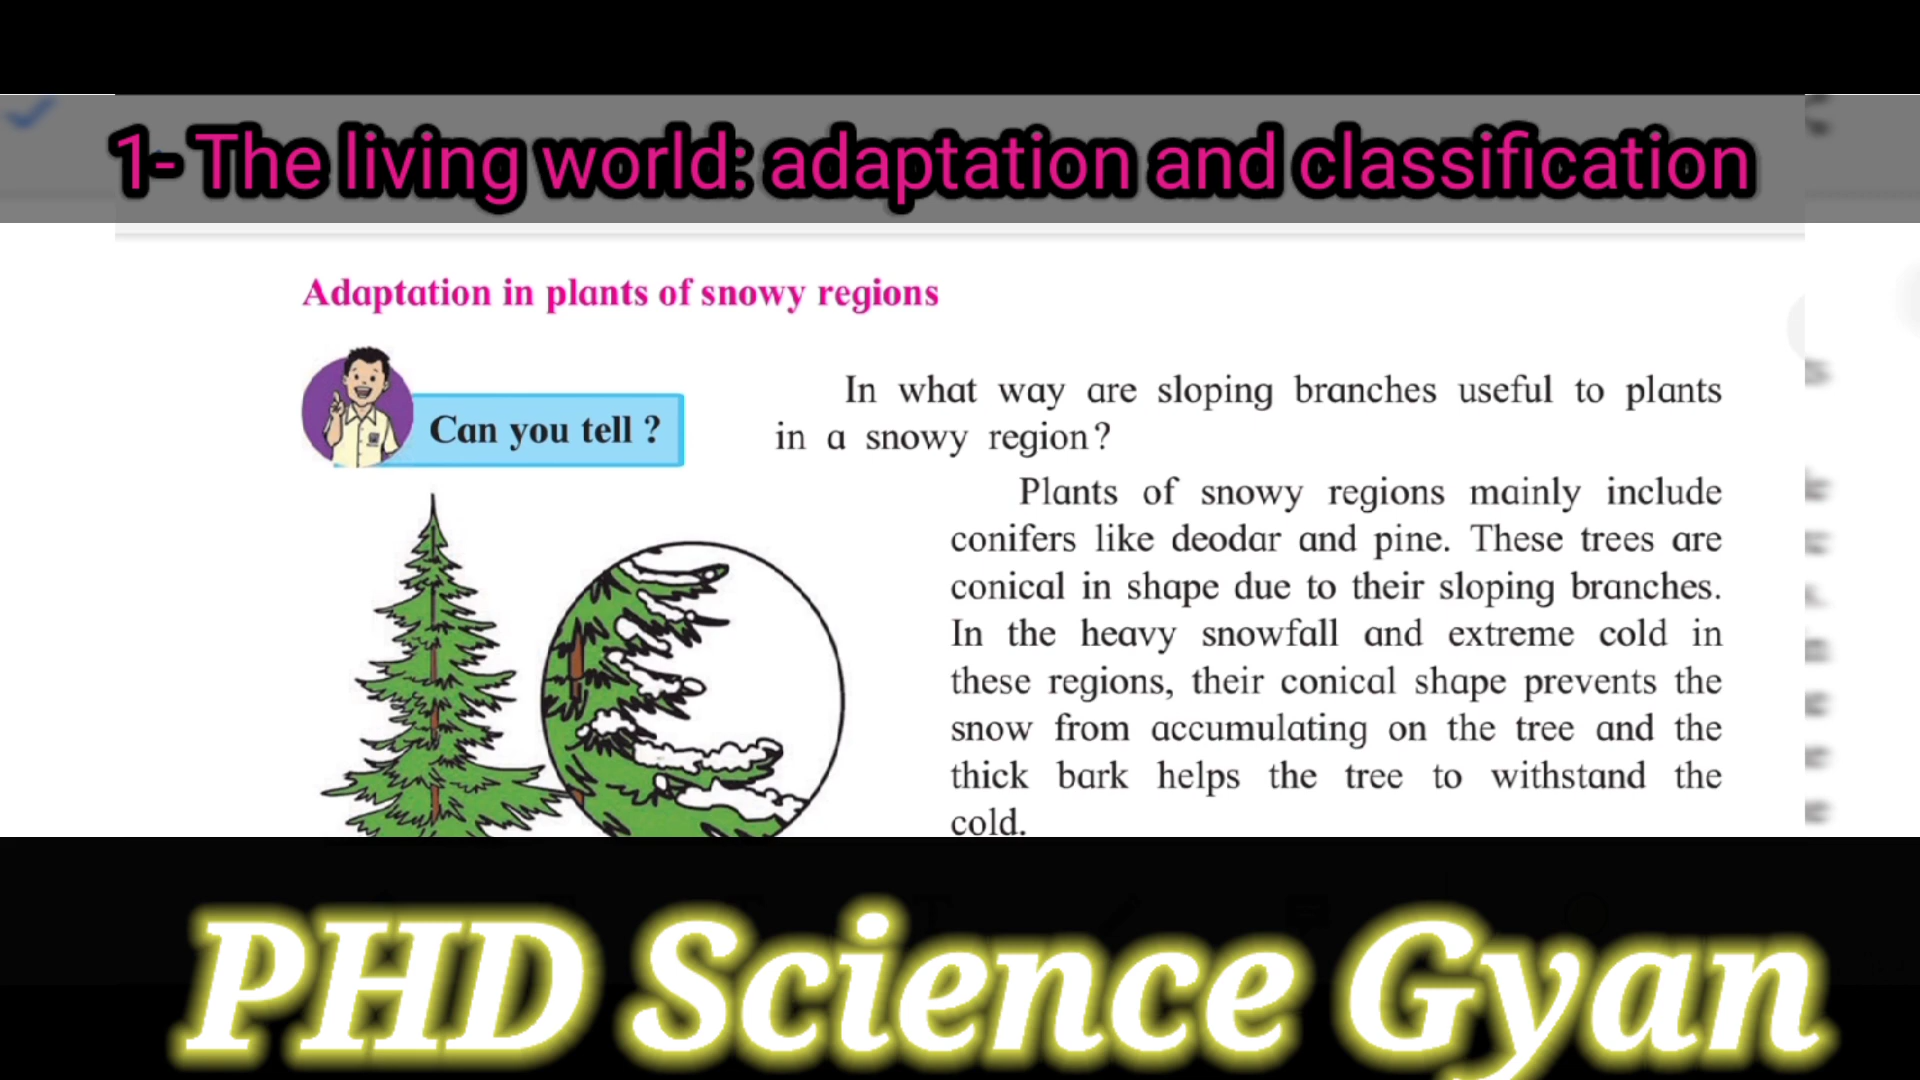 1- The living world: adaptation and classification
Adaptation in plants of snowy regions
Can you tell ?
In what way are sloping branches useful to plants
in a snowy region?
Plants of snowy regions mainly include
conifers like deodar and pine. These trees are
conical in shape due to their sloping branches.
In the heavy snowfall and extreme cold in
these regions, their conical shape prevents the
snow from accumulating on the tree and the
thick bark helps the tree to withstand the
cold.
PHD Science Gyan